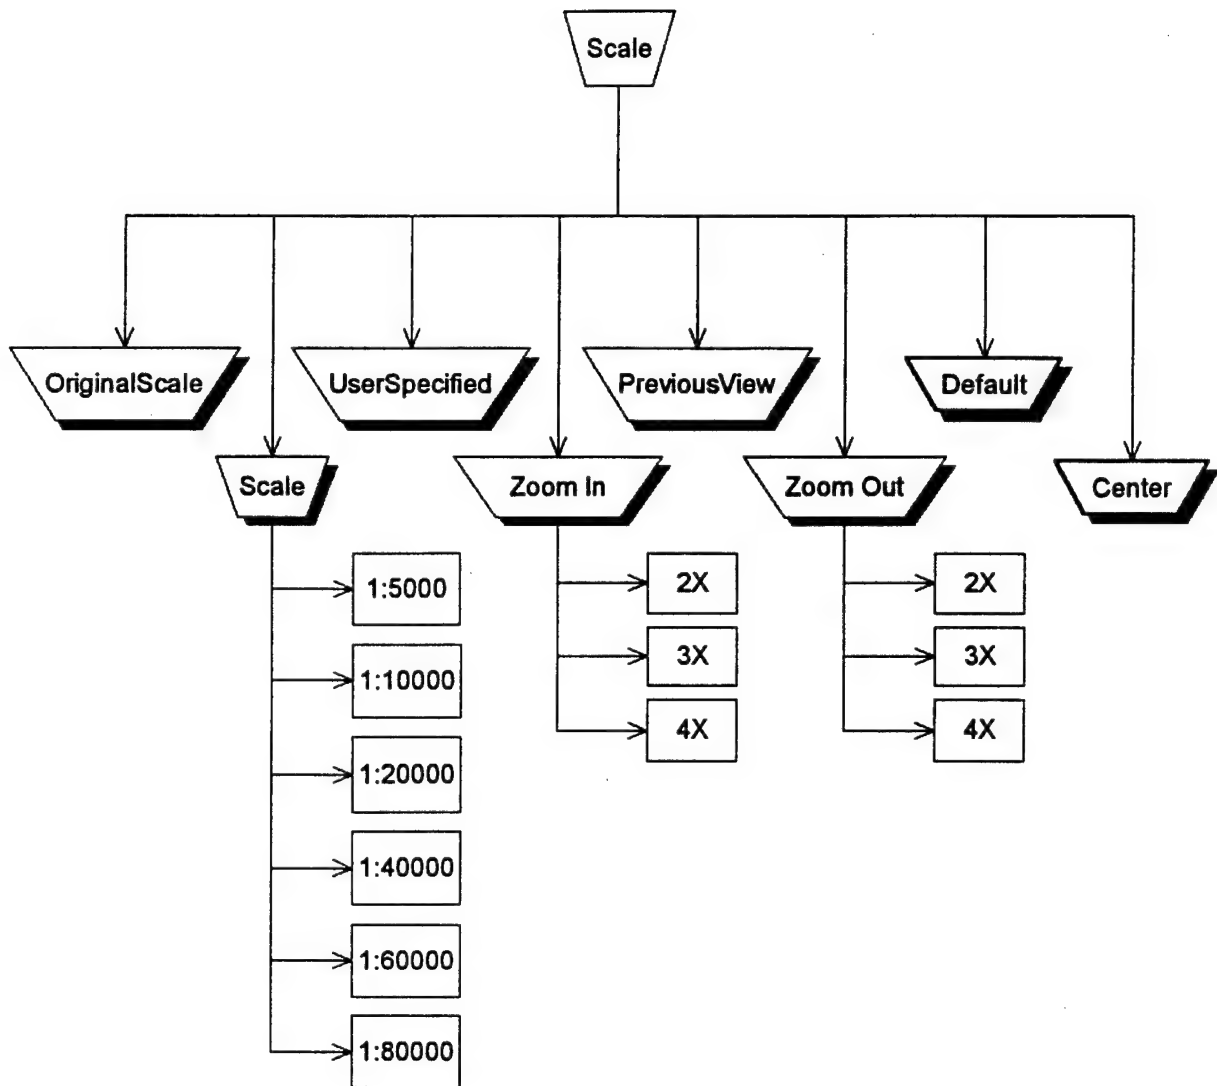 Scale
OriginalScale
UserSpecified
PreviousView
Default
Scale
Zoom In
Zoom Out
Center
1:5000
1:10000
1:20000
1:40000
1:60000
1:80000
2X
3X
4X
2X
3X
4X